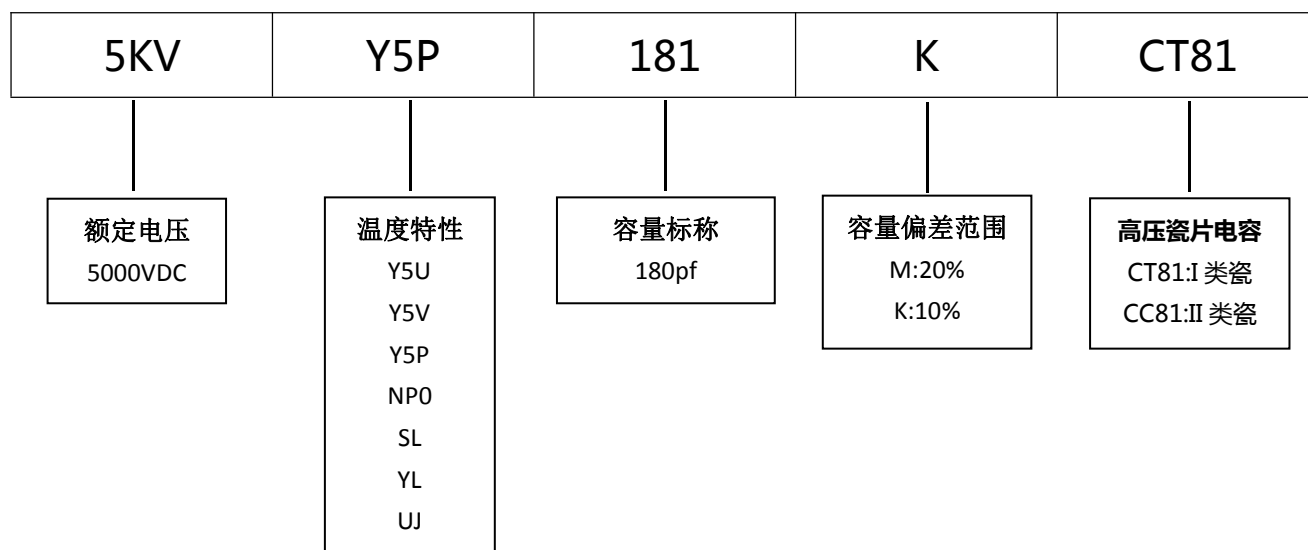 5KV Y5P 181 K CT81
额定电压
5000VDC
温度特性
Y5U
Y5V
Y5P
NP0
SL
YL
UJ
容量标称
180pf
容量偏差范围
M:20%
K:10%
高压瓷片电容
CT81:I 类瓷
CC81:II 类瓷